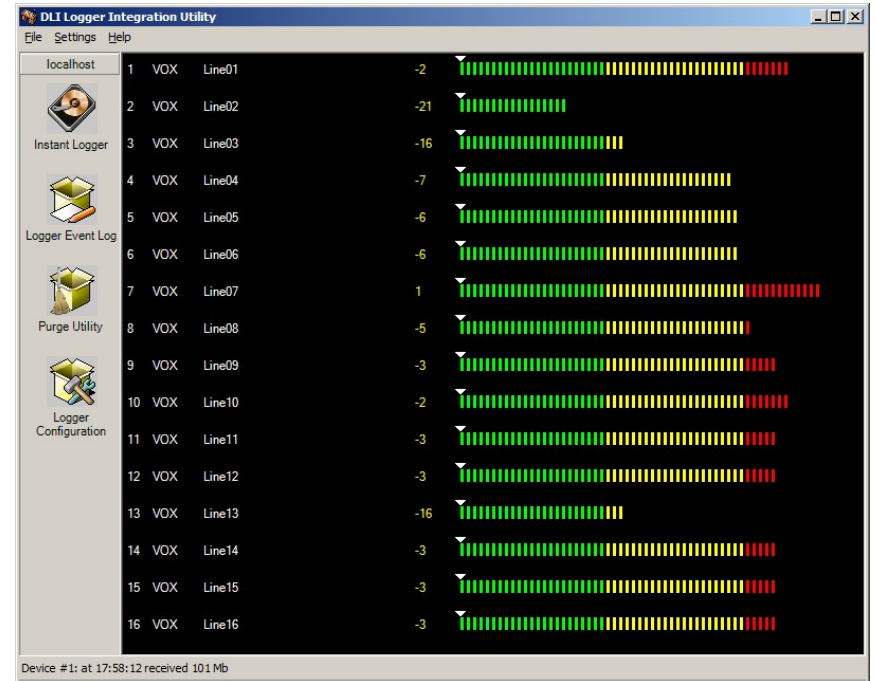 DLI Logger Integration Utility
File Settings Help
localhost
Instant Logger
Logger Event Log
Purge Utility
Logger
Configuration
1 VOX Line01 -2
2 VOX Line02 -21
3 VOX Line03 -16
4 VOX Line04 -7
5 VOX Line05 -6
6 VOX Line06 -6
7 VOX Line07 1
8 VOX Line08 -5
9 VOX Line09 -3
10 VOX Line10 -2
11 VOX Line11 -3
12 VOX Line12 -3
13 VOX Line13 -16
14 VOX Line14 -3
15 VOX Line15 -3
16 VOX Line16 -3
Device #1: at 17:58:12 received 101 Mb